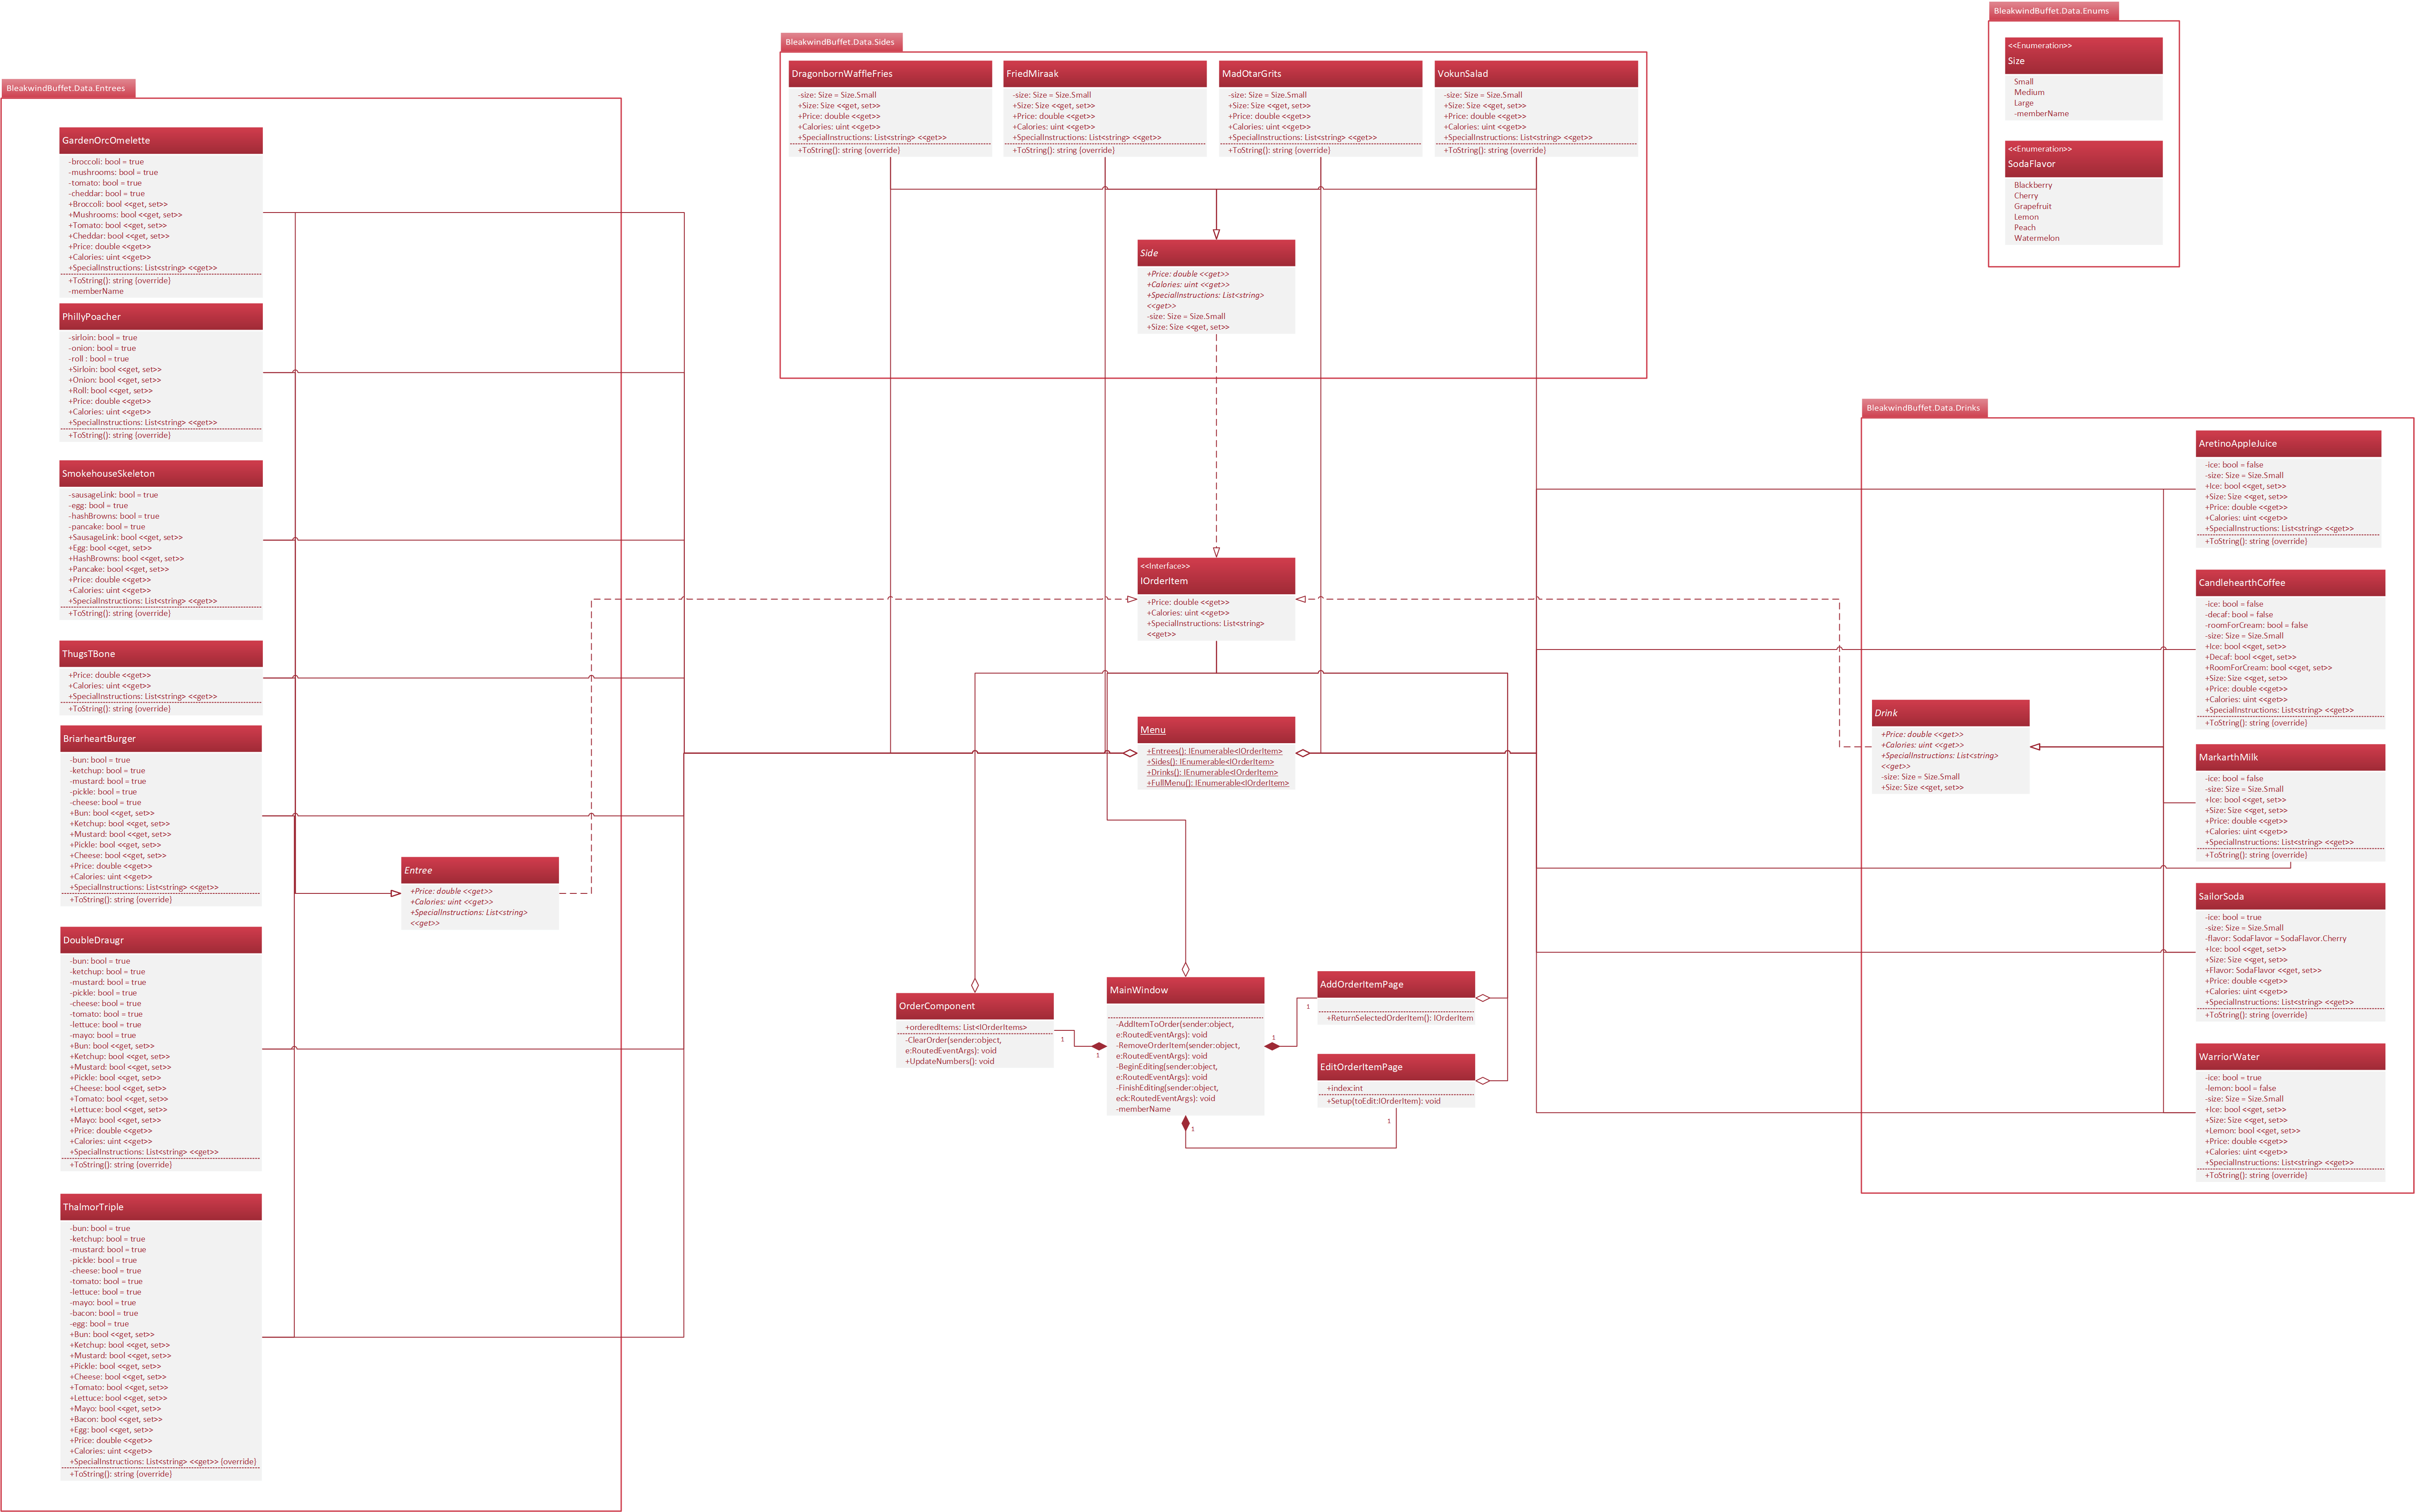 BleakwindBuffet.Data.Entrees
GardenOrcOmelette
-broccoli: bool = true
-mushrooms: bool = true
-tomato: bool = true
-cheddar: bool = true
+Broccoli: bool <<get, set>>
+Mushrooms: bool <<get, set>>
+Tomato: bool <<get, set>>
+Cheddar: bool <<get, set>>
+Price: double <<get>>
+Calories: uint <<get>>
+SpecialInstructions: List<string> <<get>>
+ToString(): string {override}
-memberName
PhillyPoacher
-sirloin: bool = true
-onion: bool = true
-roll : bool = true
+Sirloin: bool <<get, set>>
+Onion: bool <<get, set>>
+Roll: bool <<get, set>>
+Price: double <<get>>
+Calories: uint <<get>>
+SpecialInstructions: List<string> <<get>>
+ToString(): string {override}
SmokehouseSkeleton
-sausageLink: bool = true
-egg: bool = true
-hashBrowns: bool = true
-pancake: bool = true
+SausageLink: bool <<get, set>>
+Egg: bool <<get, set>>
+HashBrowns: bool <<get, set>>
+Pancake: bool <<get, set>>
+Price: double <<get>>
+Calories: uint <<get>>
+SpecialInstructions: List<string> <<get>>
+ToString(): string {override}
ThugsTBone
+Price: double <<get>>
+Calories: uint <<get>>
+SpecialInstructions: List<string> <<get>>
+ToString(): string {override}
BriarheartBurger
-bun: bool = true
-ketchup: bool = true
-mustard: bool = true
-pickle: bool = true
-cheese: bool = true
+Bun: bool <<get, set>>
+Ketchup: bool <<get, set>>
+Mustard: bool <<get, set>>
+Pickle: bool <<get, set>>
+Cheese: bool <<get, set>>
+Price: double <<get>>
+Calories: uint <<get>>
+SpecialInstructions: List<string> <<get>>
+ToString(): string {override}
DoubleDraugr
-bun: bool = true
-ketchup: bool = true
-mustard: bool = true
-pickle: bool = true
-cheese: bool = true
-tomato: bool = true
-lettuce: bool = true
-mayo: bool = true
+Bun: bool <<get, set>>
+Ketchup: bool <<get, set>>
+Mustard: bool <<get, set>>
+Pickle: bool <<get, set>>
+Cheese: bool <<get, set>>
+Tomato: bool <<get, set>>
+Lettuce: bool <<get, set>>
+Mayo: bool <<get, set>>
+Price: double <<get>>
+Calories: uint <<get>>
+SpecialInstructions: List<string> <<get>>
+ToString(): string {override}
ThalmorTriple
-bun: bool = true
-ketchup: bool = true
-mustard: bool = true
-pickle: bool = true
-cheese: bool = true
-tomato: bool = true
-lettuce: bool = true
-mayo: bool = true
-bacon: bool = true
-egg: bool = true
+Bun: bool <<get, set>>
+Ketchup: bool <<get, set>>
+Mustard: bool <<get, set>>
+Pickle: bool <<get, set>>
+Cheese: bool <<get, set>>
+Tomato: bool <<get, set>>
+Lettuce: bool <<get, set>>
+Mayo: bool <<get, set>>
+Bacon: bool <<get, set>>
+Egg: bool <<get, set>>
+Price: double <<get>>
+Calories: uint <<get>>
+SpecialInstructions: List<string> <<get>> {override}
+ToString(): string {override}
Entree
+Price: double <<get>>
+Calories: uint <<get>>
+SpecialInstructions: List<string>
<<get>>
BleakwindBuffet.Data.Sides
DragonbornWaffleFries
-size: Size = Size.Small
+Size: Size <<get, set>>
+Price: double <<get>>
+Calories: uint <<get>>
+SpecialInstructions: List<string> <<get>>
+ToString(): string {override}
FriedMiraak
-size: Size = Size.Small
+Size: Size <<get, set>>
+Price: double <<get>>
+Calories: uint <<get>>
+SpecialInstructions: List<string> <<get>>
+ToString(): string {override}
MadOtarGrits
-size: Size = Size.Small
+Size: Size <<get, set>>
+Price: double <<get>>
+Calories: uint <<get>>
+SpecialInstructions: List<string> <<get>>
+ToString(): string {override}
VokunSalad
-size: Size = Size.Small
+Size: Size <<get, set>>
+Price: double <<get>>
+Calories: uint <<get>>
+SpecialInstructions: List<string> <<get>>
+ToString(): string {override}
Side
+Price: double <<get>>
+Calories: uint <<get>>
+SpecialInstructions: List<string>
<<get>>
-size: Size = Size.Small
+Size: Size <<get, set>>
<<Interface>>
IOrderItem
+Price: double <<get>>
+Calories: uint <<get>>
+SpecialInstructions: List<string>
<<get>>
Menu
+Entrees(): IEnumerable<IOrderItem>
+Sides(): IEnumerable<IOrderItem>
+Drinks(): IEnumerable<IOrderItem>
+FullMenu(): IEnumerable<IOrderItem>
OrderComponent
+orderedItems: List<IOrderItems>
-ClearOrder(sender:object,
e:RoutedEventArgs): void
+UpdateNumbers(): void
1
1
MainWindow
-AddItemToOrder(sender:object,
e:RoutedEventArgs): void
-RemoveOrderItem(sender:object,
e:RoutedEventArgs): void
-BeginEditing(sender:object,
e:RoutedEventArgs): void
-FinishEditing(sender:object,
eck:RoutedEventArgs): void
-memberName
1
1
AddOrderItemPage
+ReturnSelectedOrderItem(): IOrderItem
EditOrderItemPage
+index:int
+Setup(toEdit:IOrderItem): void
1
1
BleakwindBuffet.Data.Enums
<<Enumeration>>
Size
Small
Medium
Large
-memberName
<<Enumeration>>
SodaFlavor
Blackberry
Cherry
Grapefruit
Lemon
Peach
Watermelon
BleakwindBuffet.Data.Drinks
Drink
+Price: double <<get>>
+Calories: uint <<get>>
+SpecialInstructions: List<string>
<<get>>
-size: Size = Size.Small
+Size: Size <<get, set>>
AretinoAppleJuice
-ice: bool = false
-size: Size = Size.Small
+Ice: bool <<get, set>>
+Size: Size <<get, set>>
+Price: double <<get>>
+Calories: uint <<get>>
+SpecialInstructions: List<string> <<get>>
+ToString(): string {override}
CandlehearthCoffee
-ice: bool = false
-decaf: bool = false
-roomForCream: bool = false
-size: Size = Size.Small
+Ice: bool <<get, set>>
+Decaf: bool <<get, set>>
+RoomForCream: bool <<get, set>>
+Size: Size <<get, set>>
+Price: double <<get>>
+Calories: uint <<get>>
+SpecialInstructions: List<string> <<get>>
+ToString(): string {override}
MarkarthMilk
-ice: bool = false
-size: Size = Size.Small
+Ice: bool <<get, set>>
+Size: Size <<get, set>>
+Price: double <<get>>
+Calories: uint <<get>>
+SpecialInstructions: List<string> <<get>>
+ToString(): string {override}
SailorSoda
-ice: bool = true
-size: Size = Size.Small
-flavor: SodaFlavor = SodaFlavor.Cherry
+Ice: bool <<get, set>>
+Size: Size <<get, set>>
+Flavor: SodaFlavor <<get, set>>
+Price: double <<get>>
+Calories: uint <<get>>
+SpecialInstructions: List<string> <<get>>
+ToString(): string {override}
WarriorWater
-ice: bool = true
-lemon: bool = false
-size: Size = Size.Small
+Ice: bool <<get, set>>
+Size: Size <<get, set>>
+Lemon: bool <<get, set>>
+Price: double <<get>>
+Calories: uint <<get>>
+SpecialInstructions: List<string> <<get>>
+ToString(): string {override}